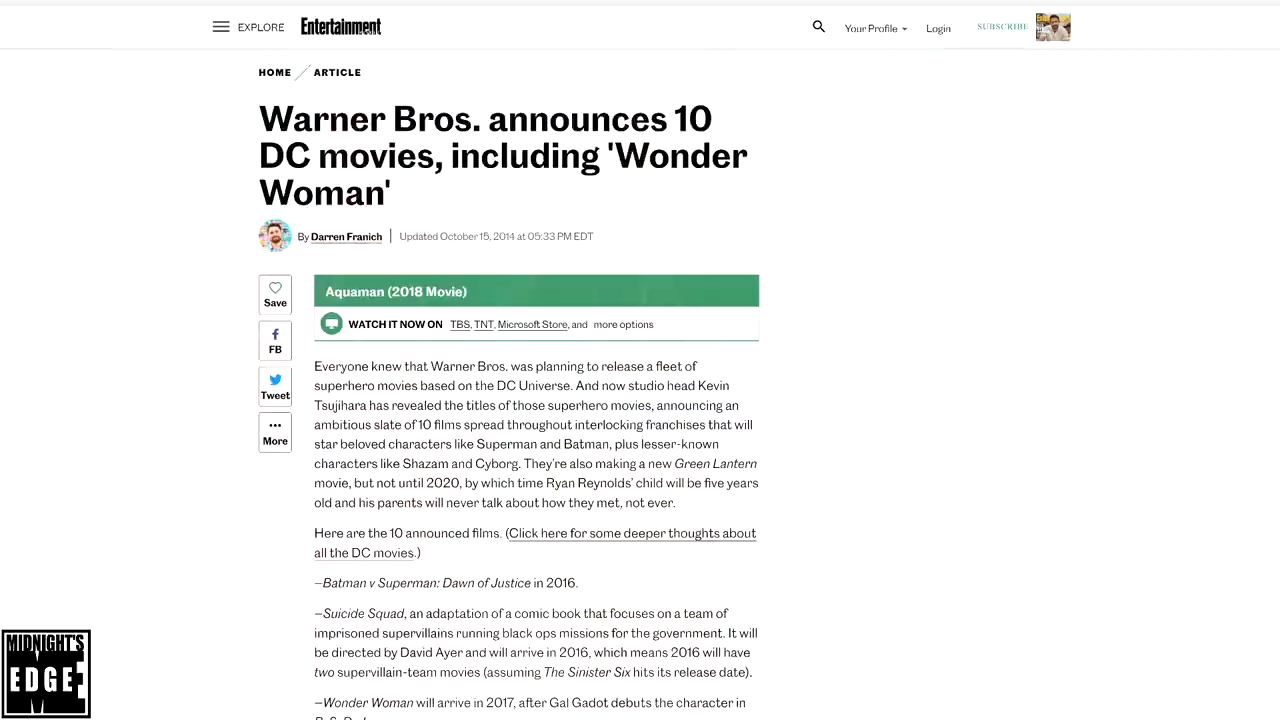 EXPLORE
Entertainment
Your Profile
Login
SUBSCRIBE
HOME
ARTICLE
Warner Bros. announces 10
DC movies, including 'Wonder
Woman'
By Darren Franich
Updated October 15, 2014 at 05:33 PM EDT
Save
FB
Tweet
More
Aquaman (2018 Movie)
WATCH IT NOW ON TBS, TNT, Microsoft Store, and more options
Everyone knew that Warner Bros. was planning to release a fleet of
superhero movies based on the DC Universe. And now studio head Kevin
Tsujihara has revealed the titles of those superhero movies, announcing an
ambitious slate of 10 films spread throughout interlocking franchises that will
star beloved characters like Superman and Batman, plus lesser-known
characters like Shazam and Cyborg. They're also making a new Green Lantern
movie, but not until 2020, by which time Ryan Reynolds' child will be five years
old and his parents will never talk about how they met, not ever.
Here are the 10 announced films. (Click here for some deeper thoughts about
all the DC movies.)
—Batman v Superman: Dawn of Justice in 2016.
—Suicide Squad, an adaptation of a comic book that focuses on a team of
imprisoned supervillains running black ops missions for the government. It will
be directed by David Ayer and will arrive in 2016, which means 2016 will have
two supervillain-team movies (assuming The Sinister Six hits its release date).
—Wonder Woman will arrive in 2017, after Gal Gadot debuts the character in
MIDNIGHT'S
EDGE